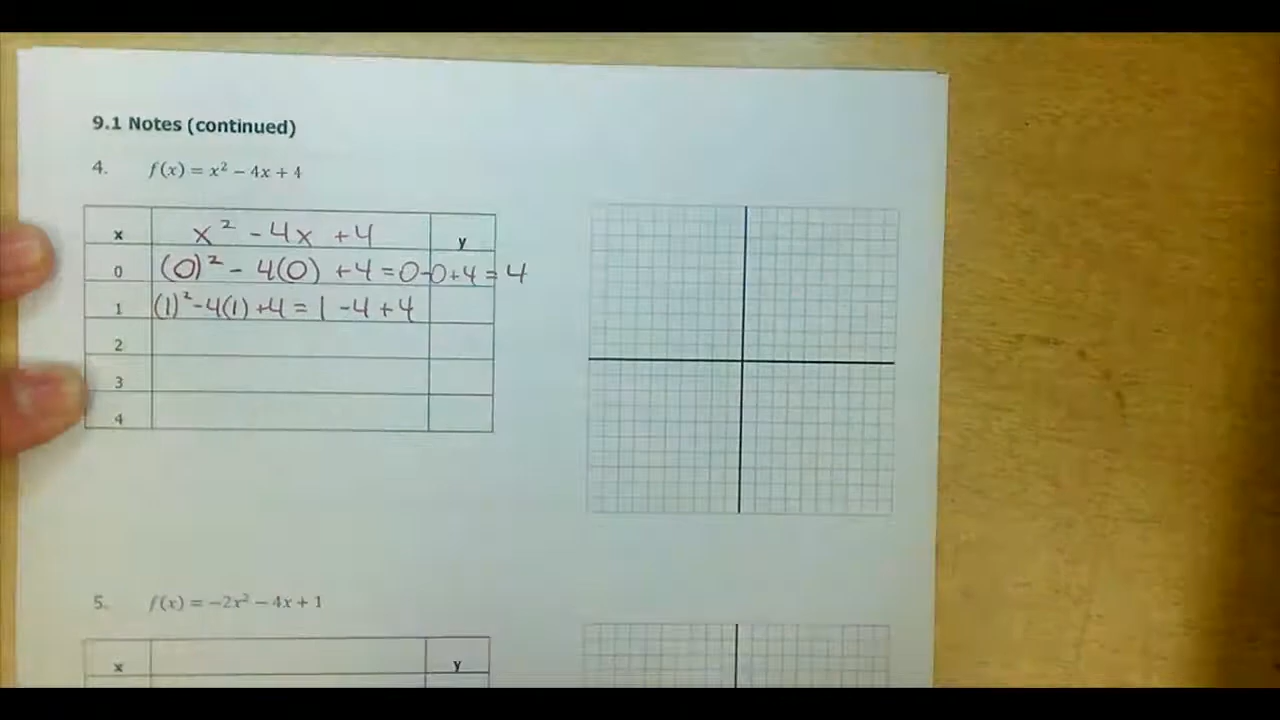 9.1 Notes (continued)
4. f(x) = x² − 4x + 4
x x² - 4x + 4 y
0 (0)² - 4(0) + 4 = 0-0+4 = 4
1 (1)² - 4(1) + 4 = 1 - 4 + 4
2
3
4
5. f(x) = −2x² − 4x + 1
x y